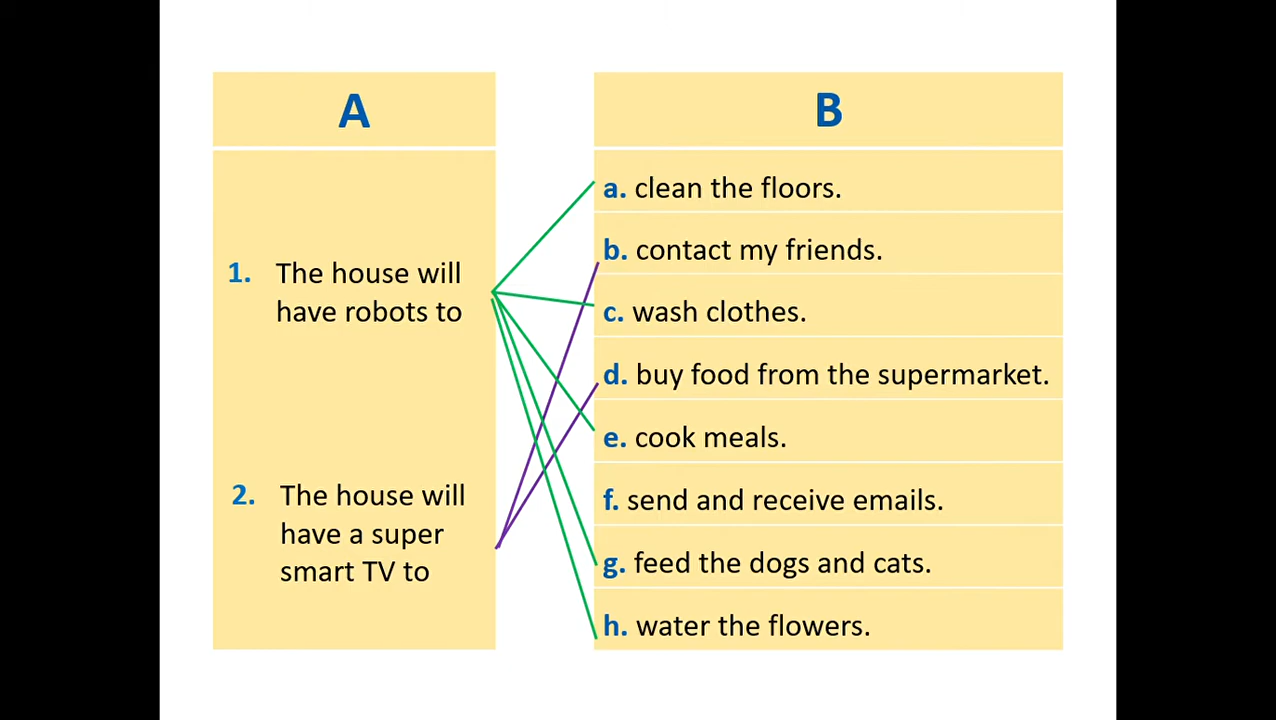 A
B
1. The house will
have robots to
2. The house will
have a super
smart TV to
a. clean the floors.
b. contact my friends.
c. wash clothes.
d. buy food from the supermarket.
e. cook meals.
f. send and receive emails.
g. feed the dogs and cats.
h. water the flowers.